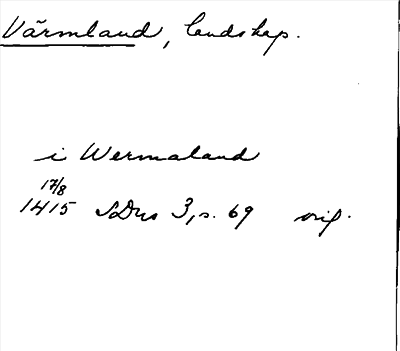 Värmland, landskap.
i Wermaland
17/8
1415 SDns 3, s. 69 orig.